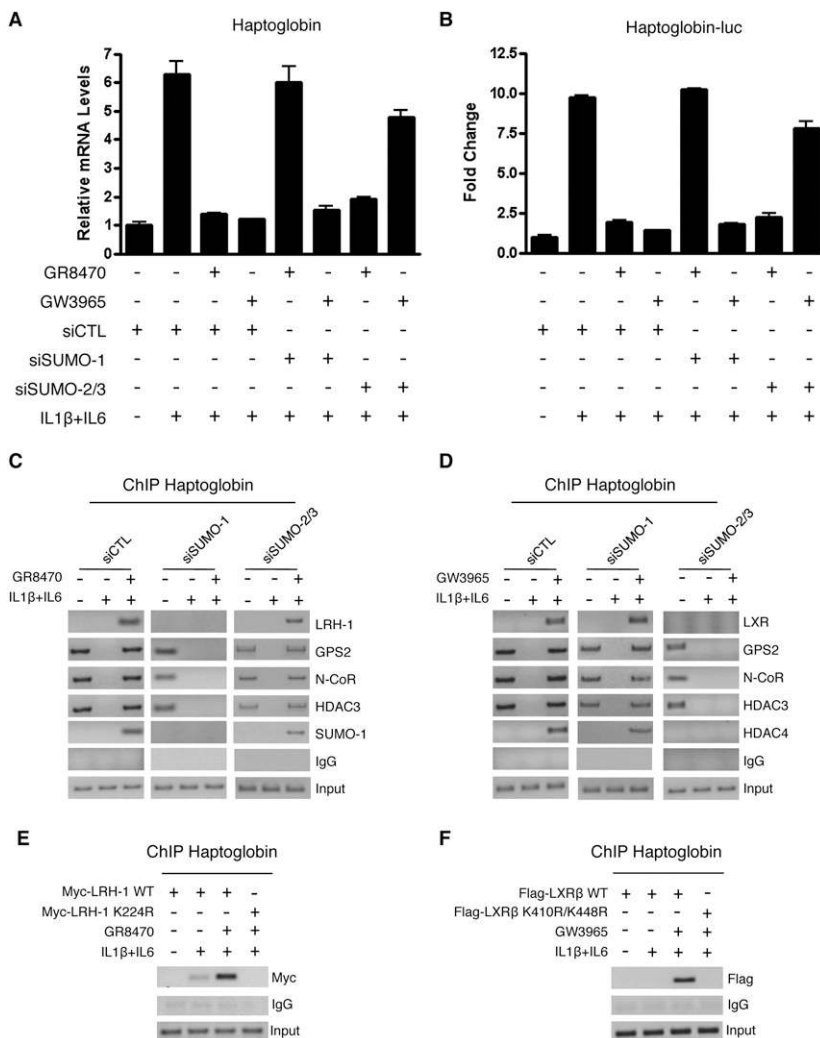 A
Haptoglobin
Relative mRNA Levels
7
6
5
4
3
2
1
0
GR8470 - - + - + - + -
GW3965 - - - + - + - +
siCTL + + + + - - - -
siSUMO-1 - - - - + + - -
siSUMO-2/3 - - - - - - + +
IL1β+IL6 - + + + + + + +
B
Haptoglobin-luc
Fold Change
12.5
10.0
7.5
5.0
2.5
0.0
- - + - + - + -
- - - + - + - +
+ + + + - - - -
- - - - + + - -
- - - - - - + +
- + + + + + + +
C
ChIP Haptoglobin
siCTL siSUMO-1 siSUMO-2/3
GR8470 - - + - - + - - +
IL1β+IL6 - + + - + + - + +
LRH-1
GPS2
N-CoR
HDAC3
SUMO-1
IgG
Input
D
ChIP Haptoglobin
siCTL siSUMO-1 siSUMO-2/3
GW3965 - - + - - + - - +
IL1β+IL6 - + + - + + - + +
LXR
GPS2
N-CoR
HDAC3
HDAC4
IgG
Input
E
ChIP Haptoglobin
Myc-LRH-1 WT + + + -
Myc-LRH-1 K224R - - - +
GR8470 - - + +
IL1β+IL6 - + + +
Myc
IgG
Input
F
ChIP Haptoglobin
Flag-LXRβ WT + + + -
Flag-LXRβ K410R/K448R - - - +
GW3965 - - + +
IL1β+IL6 - + + +
Flag
IgG
Input